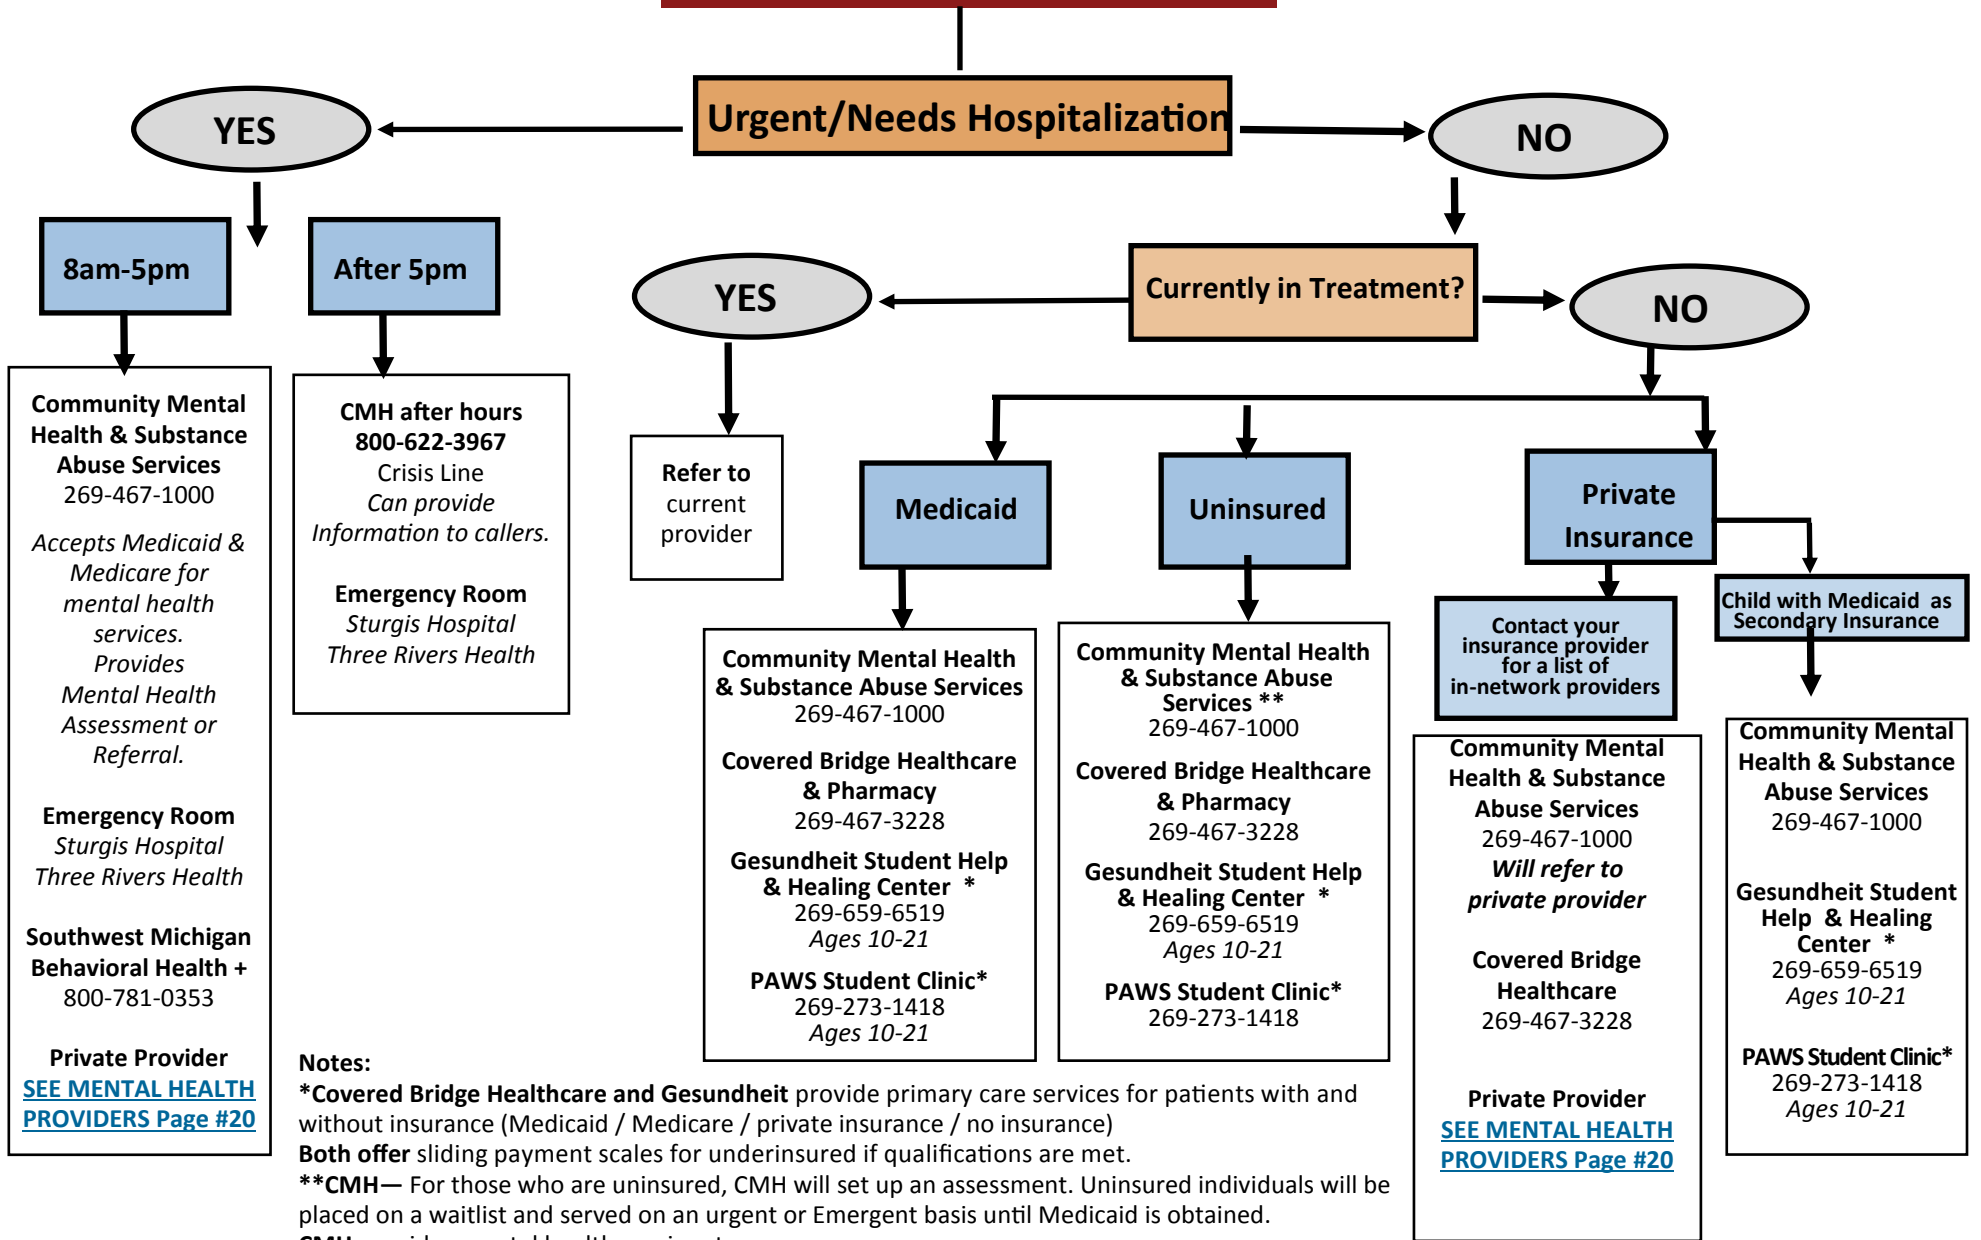 Urgent/Needs Hospitalization
YES
NO
8am-5pm
After 5pm
Currently in Treatment?
YES
NO
Community Mental
Health & Substance
Abuse Services
269-467-1000
Accepts Medicaid &
Medicare for
mental health
services.
Provides
Mental Health
Assessment or
Referral.
Emergency Room
Sturgis Hospital
Three Rivers Health
Southwest Michigan
Behavioral Health +
800-781-0353
Private Provider
SEE MENTAL HEALTH
PROVIDERS Page #20
CMH after hours
800-622-3967
Crisis Line
Can provide
Information to callers.
Emergency Room
Sturgis Hospital
Three Rivers Health
Refer to
current
provider
Medicaid
Uninsured
Private
Insurance
Community Mental Health
& Substance Abuse Services
269-467-1000
Covered Bridge Healthcare
& Pharmacy
269-467-3228
Gesundheit Student Help
& Healing Center *
269-659-6519
Ages 10-21
PAWS Student Clinic*
269-273-1418
Ages 10-21
Community Mental Health
& Substance Abuse
Services **
269-467-1000
Covered Bridge Healthcare
& Pharmacy
269-467-3228
Gesundheit Student Help
& Healing Center *
269-659-6519
Ages 10-21
PAWS Student Clinic*
269-273-1418
Contact your
insurance provider
for a list of
in-network providers
Community Mental
Health & Substance
Abuse Services
269-467-1000
Will refer to
private provider
Covered Bridge
Healthcare
269-467-3228
Private Provider
SEE MENTAL HEALTH
PROVIDERS Page #20
Child with Medicaid as
Secondary Insurance
Community Mental
Health & Substance
Abuse Services
269-467-1000
Gesundheit Student
Help & Healing
Center *
269-659-6519
Ages 10-21
PAWS Student Clinic*
269-273-1418
Ages 10-21
Notes:
*Covered Bridge Healthcare and Gesundheit provide primary care services for patients with and
without insurance (Medicaid / Medicare / private insurance / no insurance)
Both offer sliding payment scales for underinsured if qualifications are met.
**CMH— For those who are uninsured, CMH will set up an assessment. Uninsured individuals will be
placed on a waitlist and served on an urgent or Emergent basis until Medicaid is obtained.